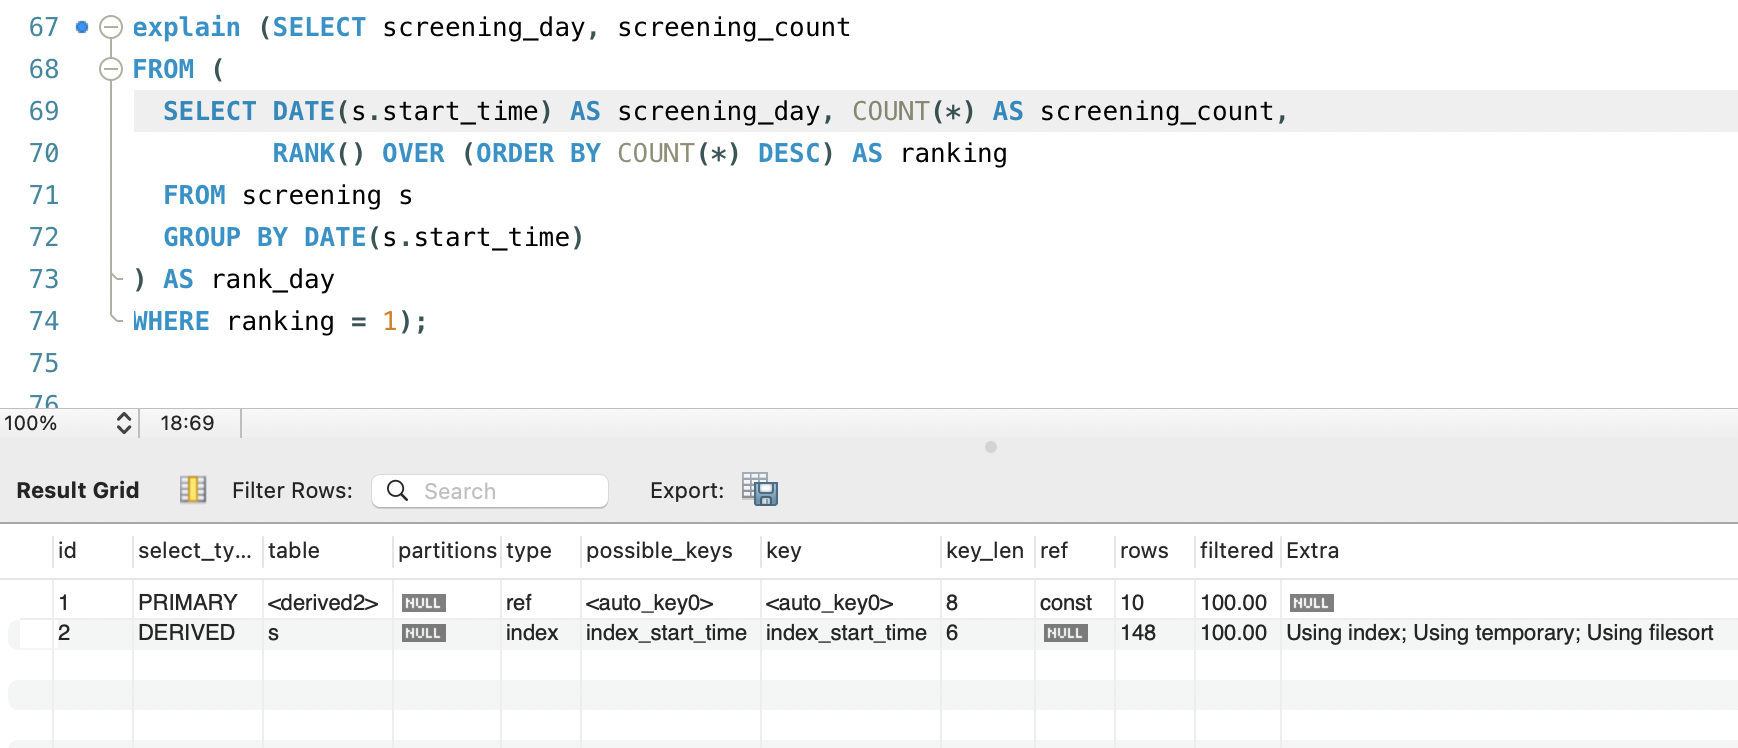 67 explain (SELECT screening_day, screening_count
68 FROM (
69 SELECT DATE(s.start_time) AS screening_day, COUNT(*) AS screening_count,
70 RANK() OVER (ORDER BY COUNT(*) DESC) AS ranking
71 FROM screening s
72 GROUP BY DATE(s.start_time)
73 ) AS rank_day
74 WHERE ranking = 1);
75
76
100% 18:69
Result Grid Filter Rows: Search Export:
id select_ty... table partitions type possible_keys key key_len ref rows filtered Extra
1 PRIMARY <derived2> NULL ref <auto_key0> <auto_key0> 8 const 10 100.00 NULL
2 DERIVED s NULL index index_start_time index_start_time 6 NULL 148 100.00 Using index; Using temporary; Using filesort